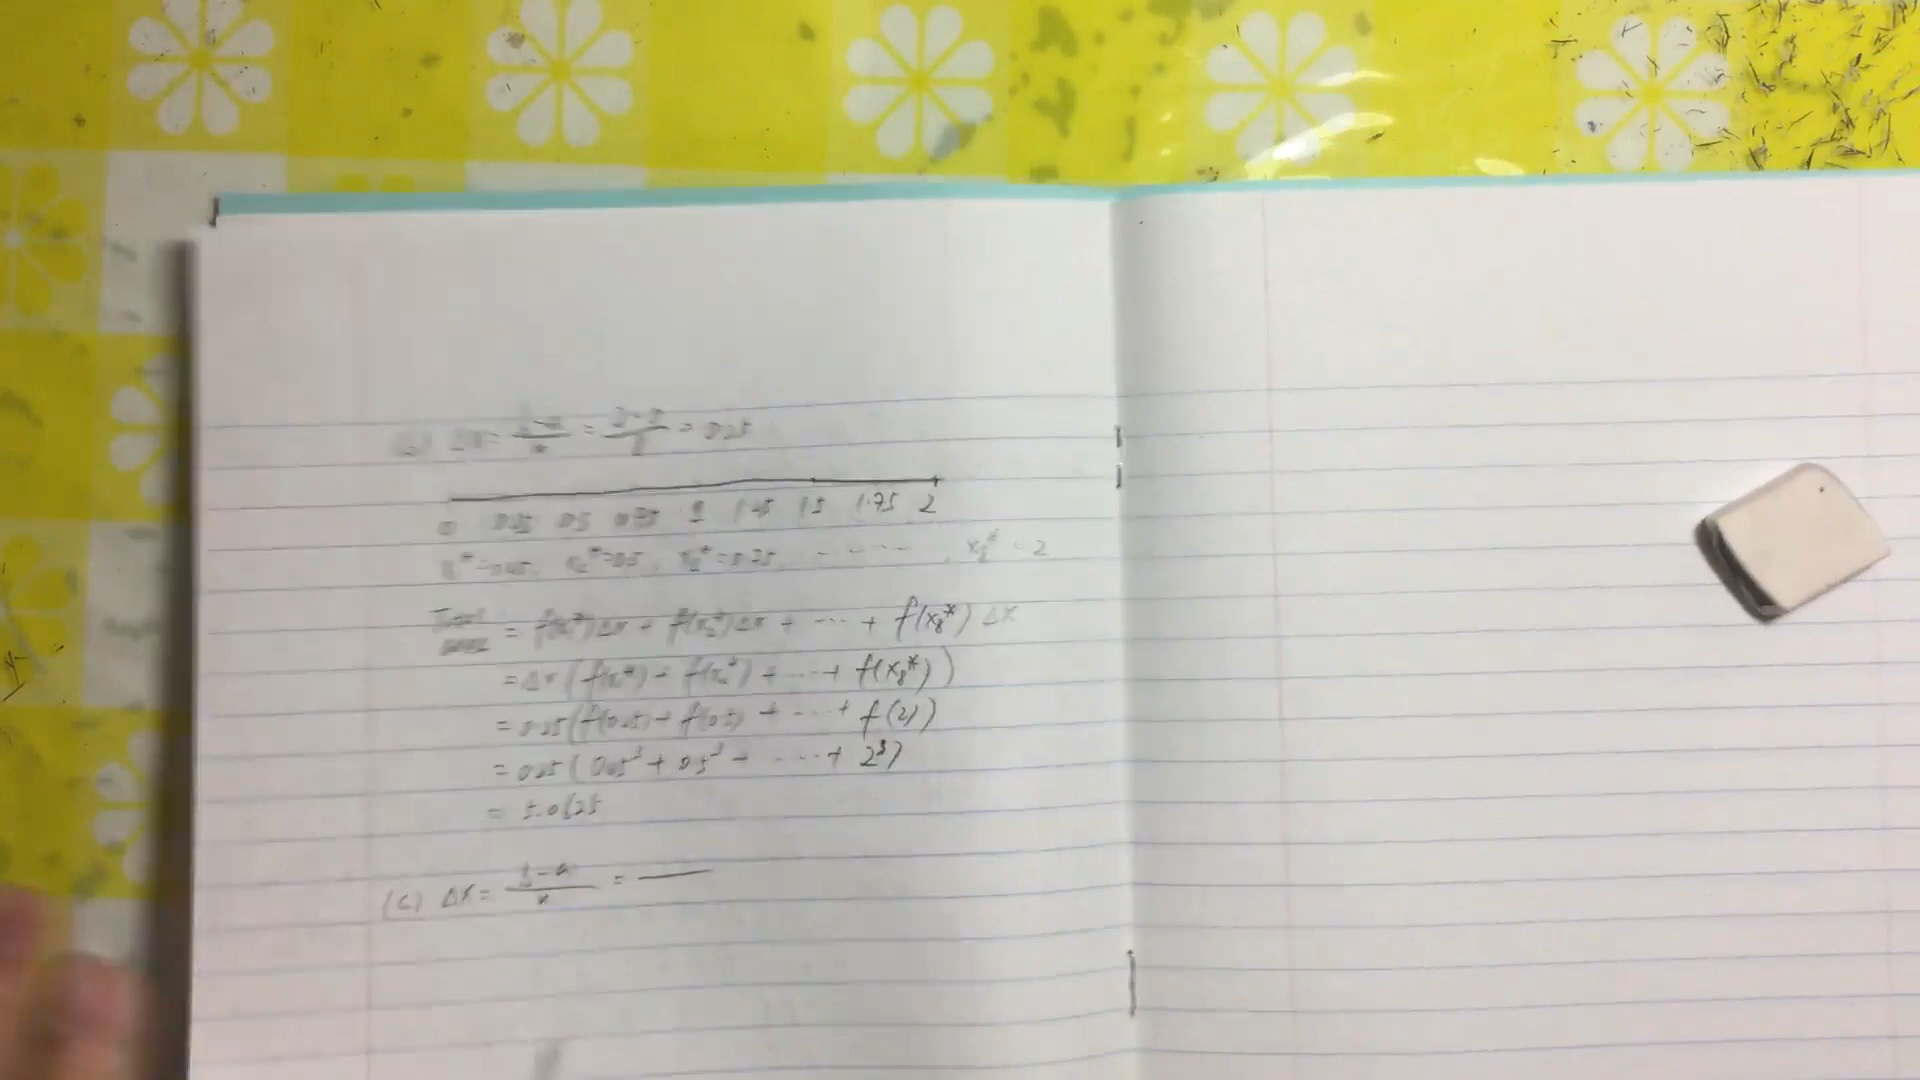 Δx = b-a/n = 2-0/8 = 0.25
0 0.25 0.5 0.75 1 1.25 1.5 1.75 2
x₁* = 0.25, x₂* = 0.5, x₃* = 0.75, ......, x₈* = 2
= f(x₁*)Δx + f(x₂*)Δx + ... + f(x₈*) Δx
= Δx (f(x₁*) + f(x₂*) + ... + f(x₈*))
= 0.25 (f(0.25) + f(0.5) + ... + f(2))
= 0.25 (0.25³ + 0.5³ + ... + 2³)
= 5.0625
(c) Δx = b-a/n =